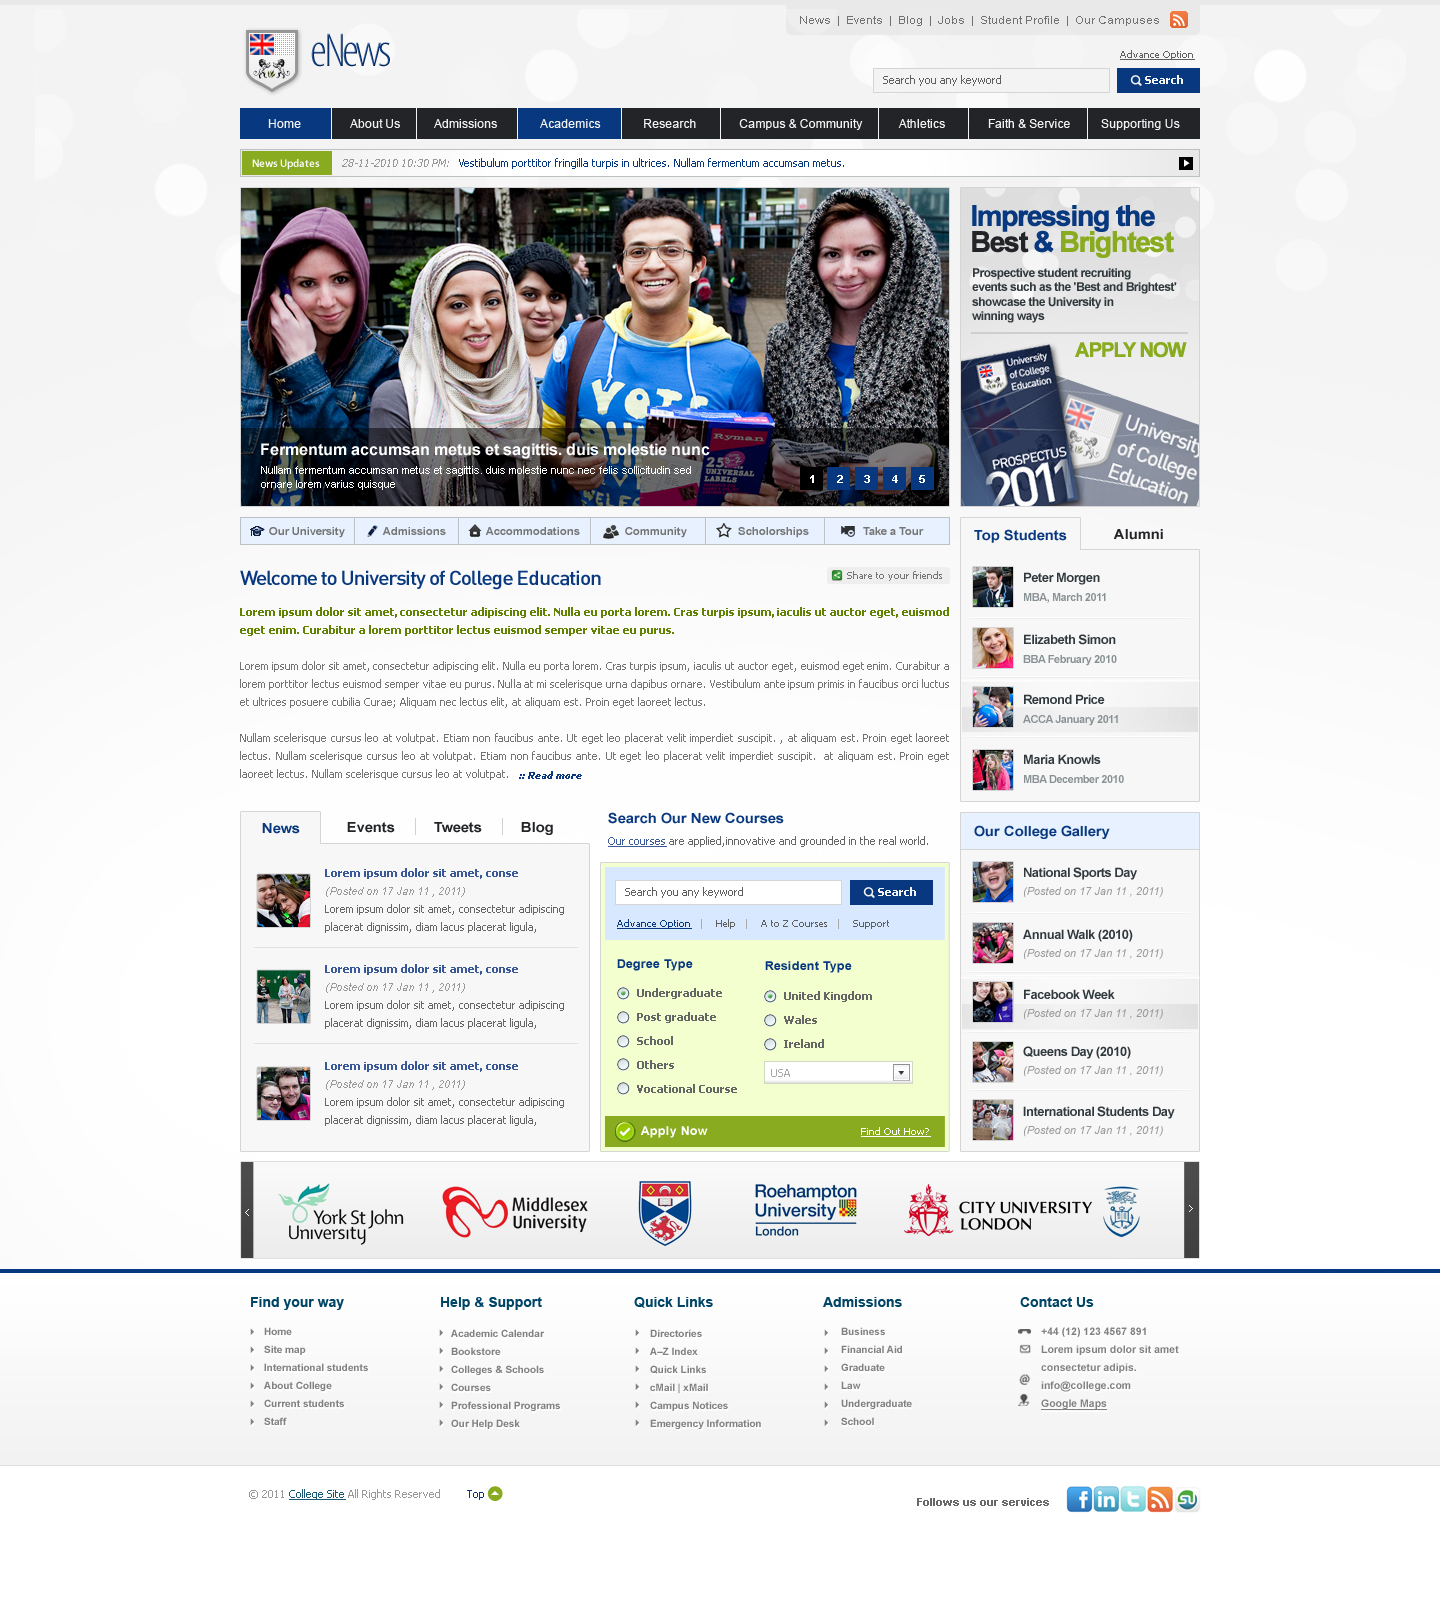 News | Events | Blog | Jobs | Student Profile | Our Campuses
eNews
Advance Option
Search you any keyword
Search
Home About Us Admissions Academics Research Campus & Community Athletics Faith & Service Supporting Us
News Updates 28-11-2010 10:30 PM: Vestibulum porttitor fringilla turpis in ultrices. Nullam fermentum accumsan metus.
VOTE
Ryman
25
UNIVERSAL
LABELS
Fermentum accumsan metus et sagittis. duis molestie nunc
Nullam fermentum accumsan metus et sagittis. duis molestie nunc nec felis sollicitudin sed
ornare lorem varius quisque
1 2 3 4 5
Impressing the
Best & Brightest
Prospective student recruiting
events such as the 'Best and Brightest'
showcase the University in
winning ways
APPLY NOW
University
of College
Education
PROSPECTUS
2011
University
of College
Education
Our University Admissions Accommodations Community Scholorships Take a Tour
Welcome to University of College Education
Share to your friends
Lorem ipsum dolor sit amet, consectetur adipiscing elit. Nulla eu porta lorem. Cras turpis ipsum, iaculis ut auctor eget, euismod
eget enim. Curabitur a lorem porttitor lectus euismod semper vitae eu purus.
Lorem ipsum dolor sit amet, consectetur adipiscing elit. Nulla eu porta lorem. Cras turpis ipsum, iaculis ut auctor eget, euismod eget enim. Curabitur a
lorem porttitor lectus euismod semper vitae eu purus. Nulla at mi scelerisque urna dapibus ornare. Vestibulum ante ipsum primis in faucibus orci luctus
et ultrices posuere cubilia Curae; Aliquam nec lectus elit, at aliquam est. Proin eget laoreet lectus.
Nullam scelerisque cursus leo at volutpat. Etiam non faucibus ante. Ut eget leo placerat velit imperdiet suscipit. , at aliquam est. Proin eget laoreet
lectus. Nullam scelerisque cursus leo at volutpat. Etiam non faucibus ante. Ut eget leo placerat velit imperdiet suscipit. at aliquam est. Proin eget
laoreet lectus. Nullam scelerisque cursus leo at volutpat. :: Read more
Top Students Alumni
Peter Morgen
MBA, March 2011
Elizabeth Simon
BBA February 2010
Remond Price
ACCA January 2011
Maria Knowls
MBA December 2010
News Events Tweets Blog
Lorem ipsum dolor sit amet, conse
(Posted on 17 Jan 11 , 2011)
Lorem ipsum dolor sit amet, consectetur adipiscing
placerat dignissim, diam lacus placerat ligula,
Lorem ipsum dolor sit amet, conse
(Posted on 17 Jan 11 , 2011)
Lorem ipsum dolor sit amet, consectetur adipiscing
placerat dignissim, diam lacus placerat ligula,
Lorem ipsum dolor sit amet, conse
(Posted on 17 Jan 11 , 2011)
Lorem ipsum dolor sit amet, consectetur adipiscing
placerat dignissim, diam lacus placerat ligula,
Search Our New Courses
Our courses are applied,innovative and grounded in the real world.
Search you any keyword
Search
Advance Option | Help | A to Z Courses | Support
Degree Type
Undergraduate
Post graduate
School
Others
Vocational Course
Resident Type
United Kingdom
Wales
Ireland
USA
Apply Now
Find Out How?
Our College Gallery
National Sports Day
(Posted on 17 Jan 11 , 2011)
Annual Walk (2010)
(Posted on 17 Jan 11 , 2011)
Facebook Week
(Posted on 17 Jan 11 , 2011)
Queens Day (2010)
(Posted on 17 Jan 11 , 2011)
International Students Day
(Posted on 17 Jan 11 , 2011)
York St John
University
Middlesex
University
Roehampton
University
London
CITY UNIVERSITY
LONDON
Find your way
Home
Site map
International students
About College
Current students
Staff
Help & Support
Academic Calendar
Bookstore
Colleges & Schools
Courses
Professional Programs
Our Help Desk
Quick Links
Directories
A–Z Index
Quick Links
cMail | xMail
Campus Notices
Emergency Information
Admissions
Business
Financial Aid
Graduate
Law
Undergraduate
School
Contact Us
+44 (12) 123 4567 891
Lorem ipsum dolor sit amet
consectetur adipis.
@ info@college.com
Google Maps
© 2011 College Site All Rights Reserved
Top
Follows us our services